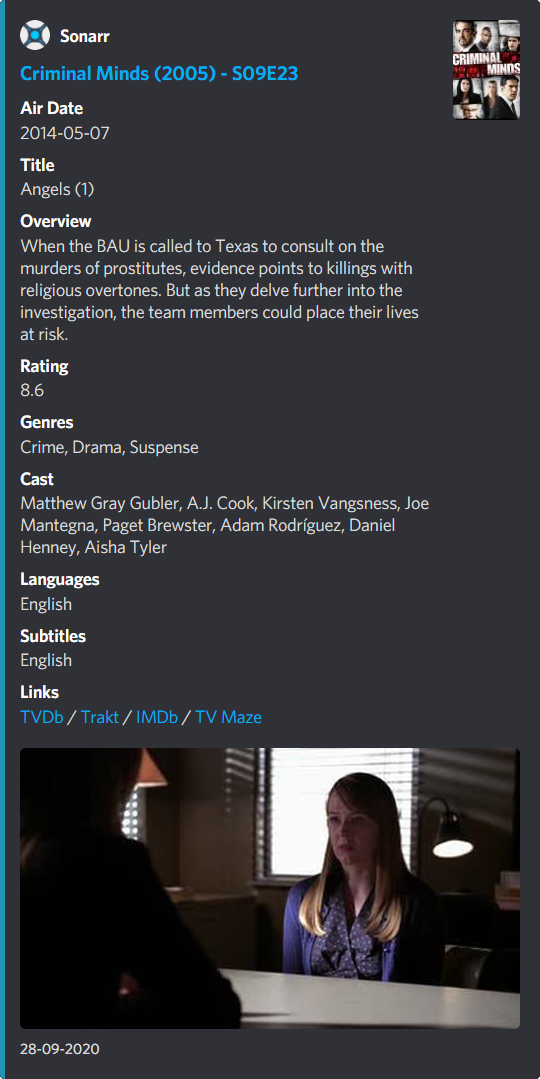 Sonarr
Criminal Minds (2005) - S09E23
CRIMINAL
MINDS
Air Date
2014-05-07
Title
Angels (1)
Overview
When the BAU is called to Texas to consult on the
murders of prostitutes, evidence points to killings with
religious overtones. But as they delve further into the
investigation, the team members could place their lives
at risk.
Rating
8.6
Genres
Crime, Drama, Suspense
Cast
Matthew Gray Gubler, A.J. Cook, Kirsten Vangsness, Joe
Mantegna, Paget Brewster, Adam Rodríguez, Daniel
Henney, Aisha Tyler
Languages
English
Subtitles
English
Links
TVDb / Trakt / IMDb / TV Maze
28-09-2020